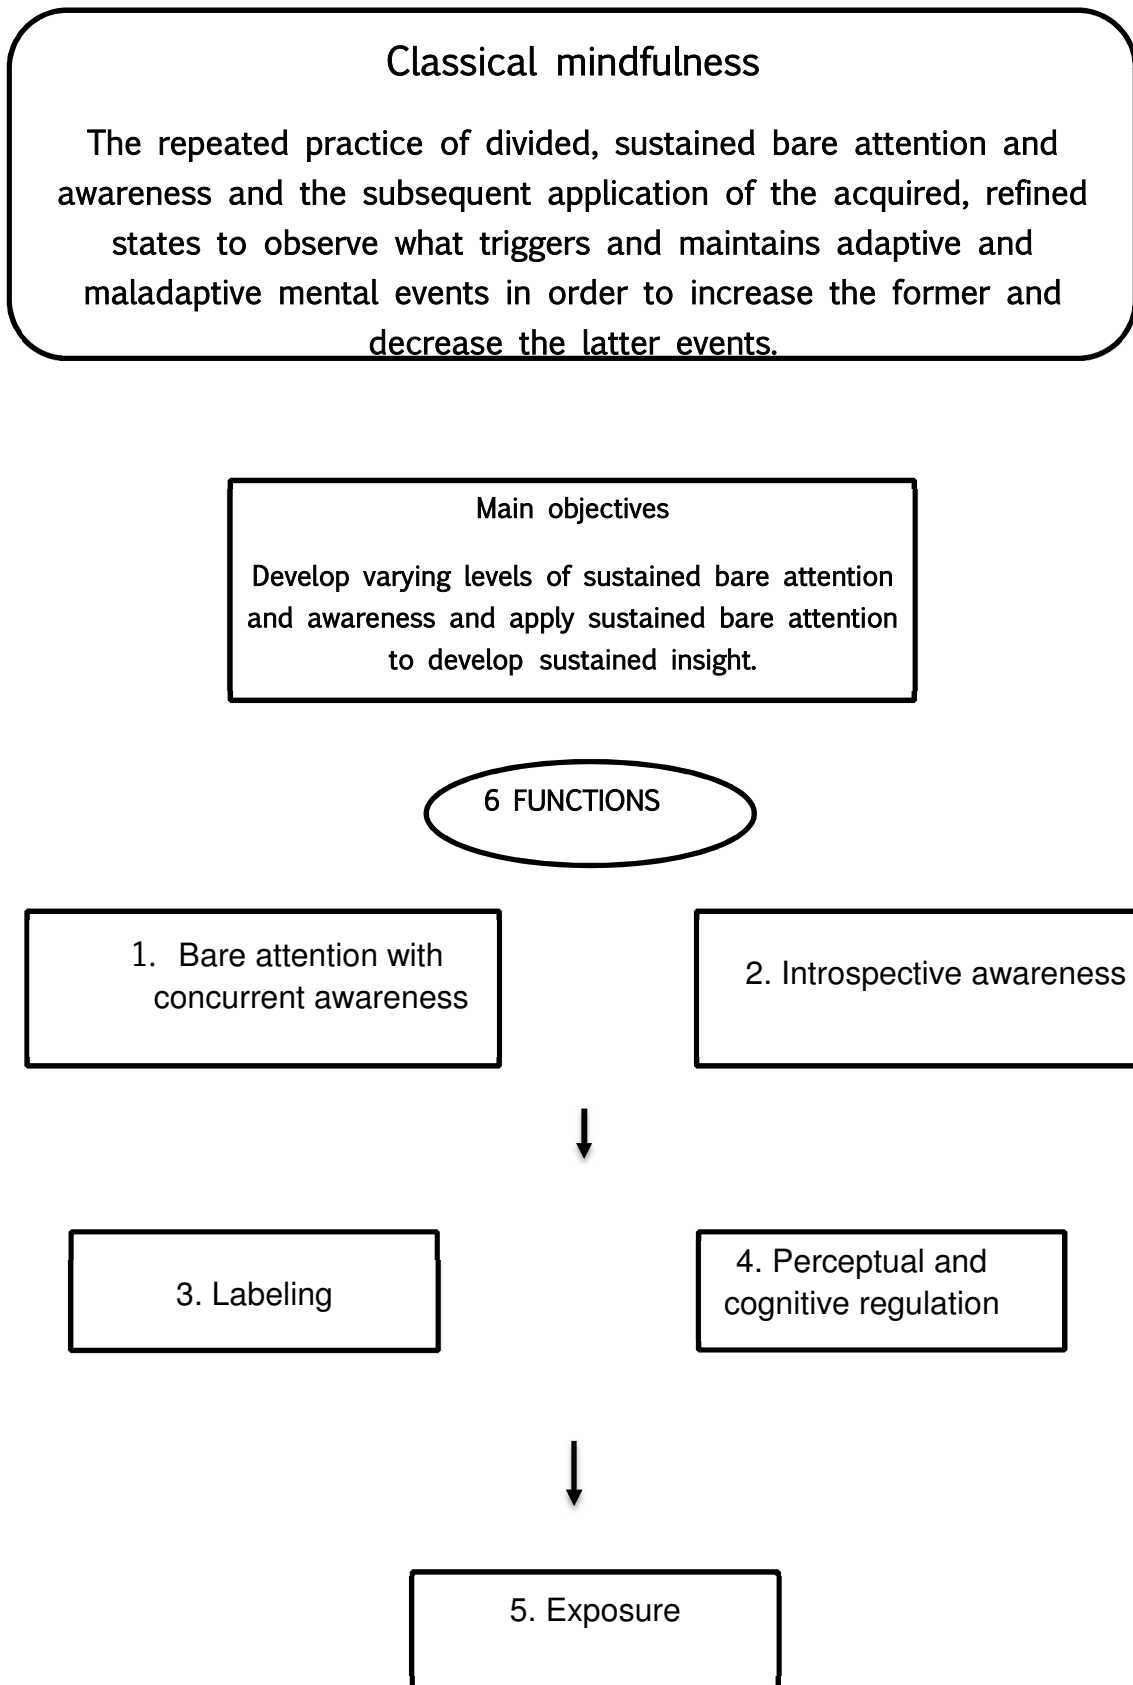 Classical mindfulness
The repeated practice of divided, sustained bare attention and
awareness and the subsequent application of the acquired, refined
states to observe what triggers and maintains adaptive and
maladaptive mental events in order to increase the former and
decrease the latter events.
Main objectives
Develop varying levels of sustained bare attention
and awareness and apply sustained bare attention
to develop sustained insight.
6 FUNCTIONS
1. Bare attention with
concurrent awareness
2. Introspective awareness
3. Labeling
4. Perceptual and
cognitive regulation
5. Exposure